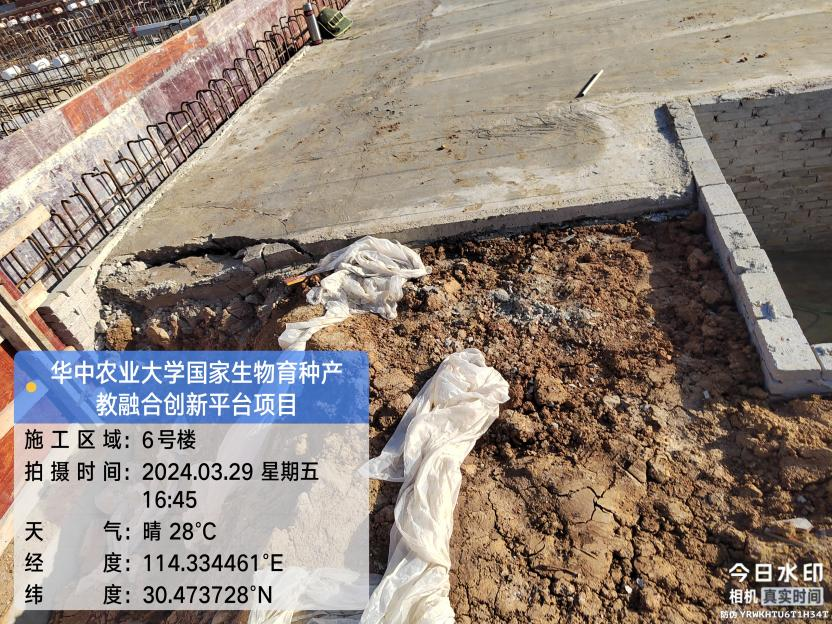 华中农业大学国家生物育种产
教融合创新平台项目
施工区域：6号楼
拍摄时间：2024.03.29 星期五
16:45
天气：晴 28°C
经度：114.334461°E
纬度：30.473728°N
今日水印
相机 真实时间
防伪 YRWKHTU6T1H34T